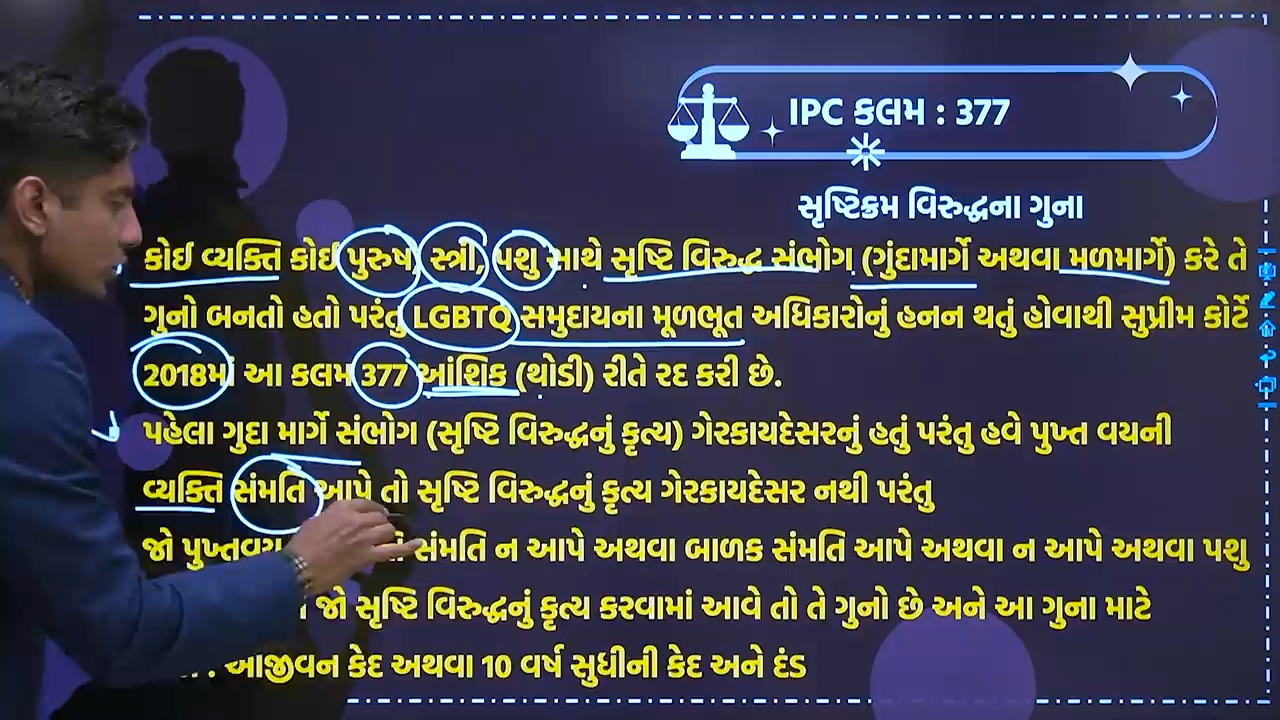 IPC કલમ : 377
સૃષ્ટિક્રમ વિરુદ્ધના ગુના
કોઈ વ્યક્તિ કોઈ પુરુષ, સ્ત્રી, પશુ સાથે સૃષ્ટિ વિરુદ્ધ સંભોગ (ગુંદામાર્ગે અથવા મળમાર્ગે) કરે તે
ગુનો બનતો હતો પરંતુ LGBTQ સમુદાયના મૂળભૂત અધિકારોનું હનન થતું હોવાથી સુપ્રીમ કોર્ટે
2018માં આ કલમ 377 આંશિક (થોડી) રીતે રદ કરી છે.
પહેલા ગુદા માર્ગે સંભોગ (સૃષ્ટિ વિરુદ્ધનું કૃત્ય) ગેરકાયદેસરનું હતું પરંતુ હવે પુખ્ત વયની
વ્યક્તિ સંમતિ આપે તો સૃષ્ટિ વિરુદ્ધનું કૃત્ય ગેરકાયદેસર નથી પરંતુ
જો પુખ્તવય સંમતિ ન આપે અથવા બાળક સંમતિ આપે અથવા ન આપે અથવા પશુ
જો સૃષ્ટિ વિરુદ્ધનું કૃત્ય કરવામાં આવે તો તે ગુનો છે અને આ ગુના માટે
આજીવન કેદ અથવા 10 વર્ષ સુધીની કેદ અને દંડ